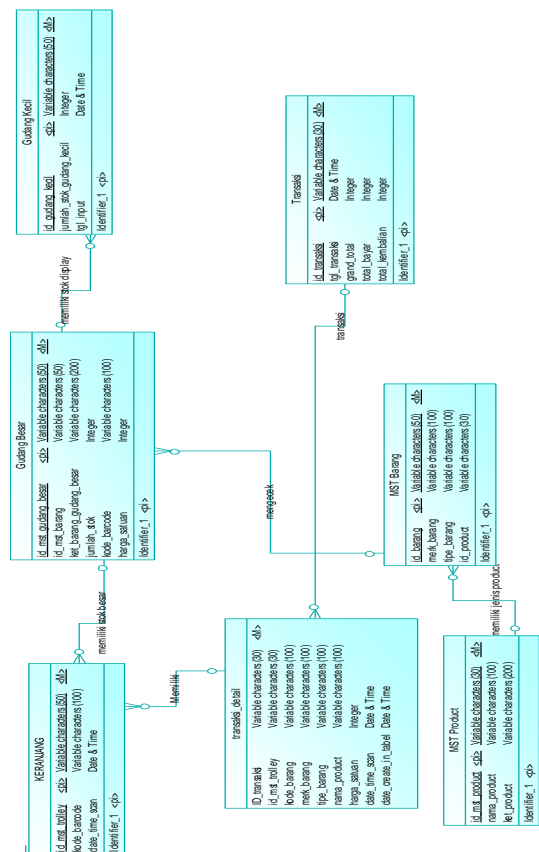 Gudang Kecil
id_gudang_kecil <pi> Variable characters (50) <M>
jumlah_stok_gudang_kecil Integer
tgl_input Date & Time
Identifier_1 <pi>
memiliki stok display
Gudang Besar
id_mst_gudang_besar <pi> Variable characters (50) <M>
id_mst_barang Variable characters (50)
ket_barang_gudang_besar Variable characters (200)
jumlah_stok Integer
kode_barcode Variable characters (100)
harga_satuan Integer
Identifier_1 <pi>
memiliki stok besar
KERANJANG
id_mst_trolley <pi> Variable characters (50) <M>
kode_barcode Variable characters (100)
date_time_scan Date & Time
Identifier_1 <pi>
Memiliki
mengecek
Transaksi
id_transaksi <pi> Variable characters (30) <M>
tgl_transaksi Date & Time
grand_total Integer
total_bayar Integer
total_kembalian Integer
Identifier_1 <pi>
transaksi
transaksi_detail
ID_transaksi Variable characters (30) <M>
id_mst_trolley Variable characters (30)
kode_barang Variable characters (100)
merk_barang Variable characters (100)
tipe_barang Variable characters (100)
nama_product Variable characters (100)
harga_satuan Integer
date_time_scan Date & Time
date_create_in_tabel Date & Time
MST Barang
id_barang <pi> Variable characters (50) <M>
merk_barang Variable characters (100)
tipe_barang Variable characters (100)
id_product Variable characters (30)
Identifier_1 <pi>
memiliki jenis product
MST Product
id_mst_product <pi> Variable characters (30) <M>
nama_product Variable characters (100)
ket_product Variable characters (200)
Identifier_1 <pi>